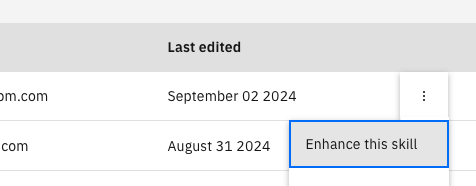 Last edited
om.com September 02 2024
com August 31 2024
Enhance this skill